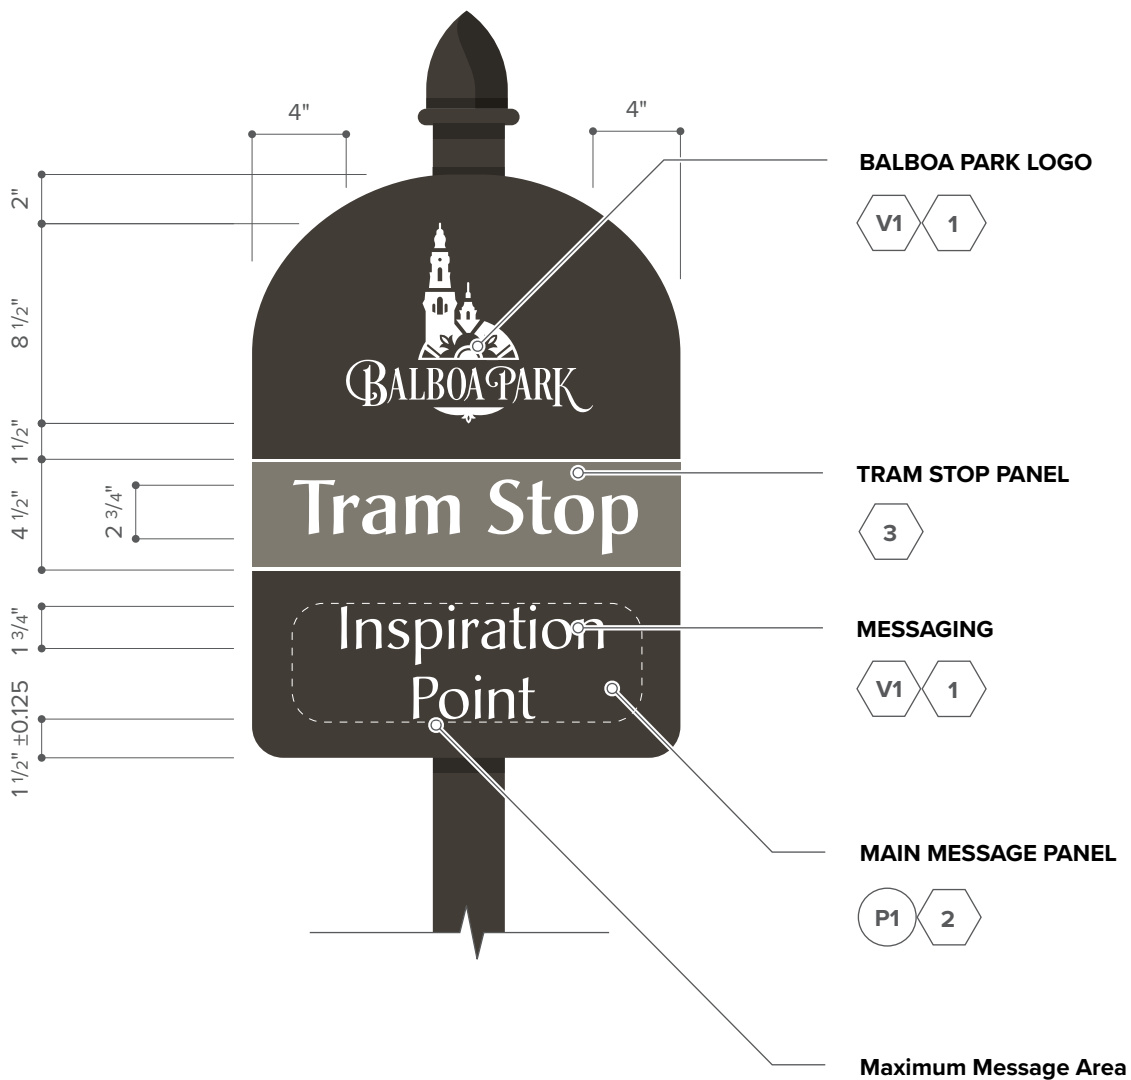 4"
4"
BALBOA PARK LOGO
2"
V1
1
8 1/2"
BALBOA PARK
1 1/2"
TRAM STOP PANEL
4 1/2"
2 3/4"
Tram Stop
3
1 3/4"
Inspiration
MESSAGING
Point
V1
1
1 1/2" ±0.125
MAIN MESSAGE PANEL
P1
2
Maximum Message Area